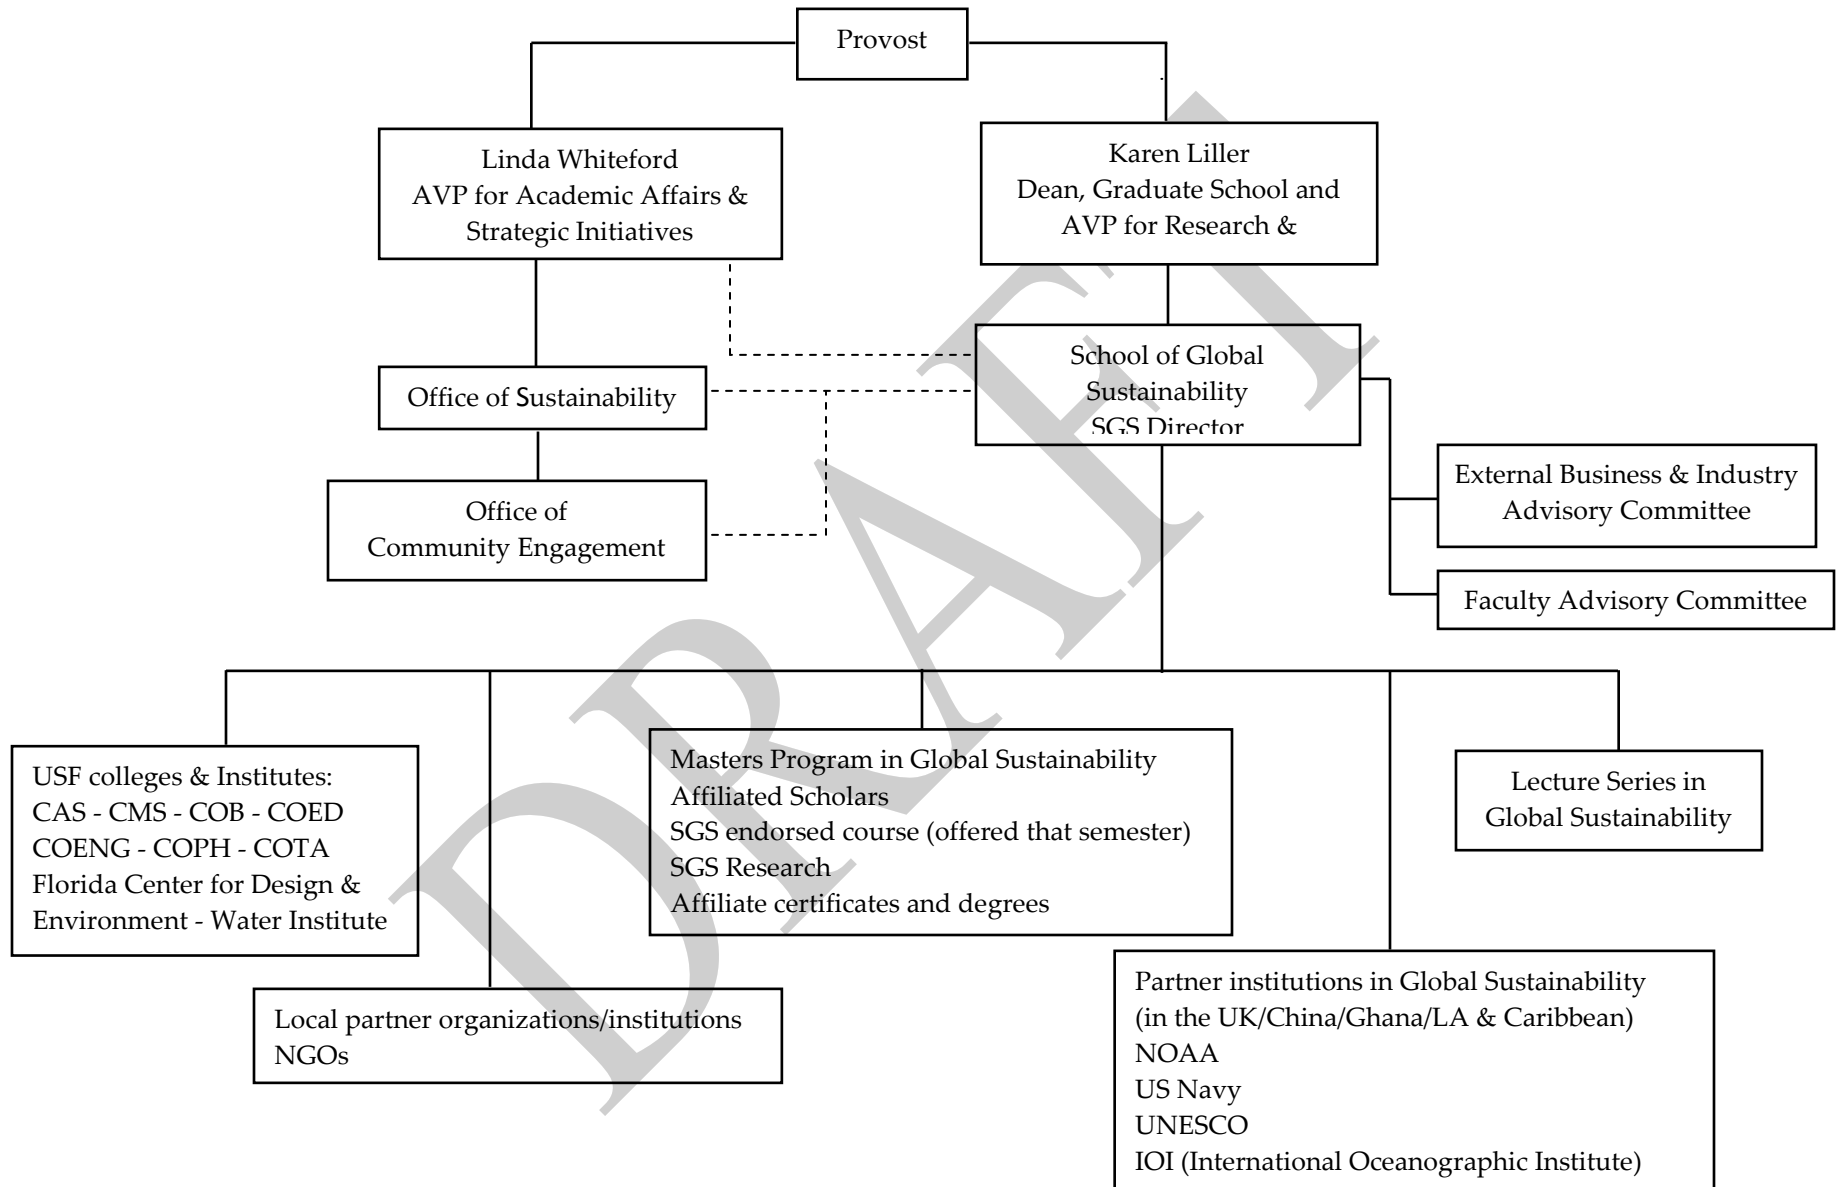 Provost
Linda Whiteford
AVP for Academic Affairs &
Strategic Initiatives
Karen Liller
Dean, Graduate School and
AVP for Research &
School of Global
Sustainability
SGS Director
Office of Sustainability
Office of
Community Engagement
External Business & Industry
Advisory Committee
Faculty Advisory Committee
USF colleges & Institutes:
CAS - CMS - COB - COED
COENG - COPH - COTA
Florida Center for Design &
Environment - Water Institute
Local partner organizations/institutions
NGOs
Masters Program in Global Sustainability
Affiliated Scholars
SGS endorsed course (offered that semester)
SGS Research
Affiliate certificates and degrees
Partner institutions in Global Sustainability
(in the UK/China/Ghana/LA & Caribbean)
NOAA
US Navy
UNESCO
IOI (International Oceanographic Institute)
Lecture Series in
Global Sustainability
DRAFT